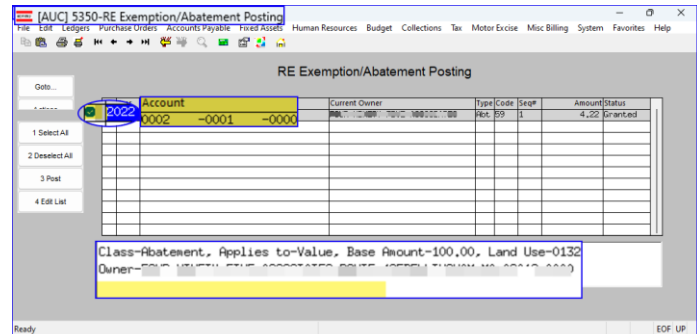 [AUC] 5350-RE Exemption/Abatement Posting
File Edit Ledgers Purchase Orders Accounts Payable Fixed Assets Human Resources Budget Collections Tax Motor Excise Misc Billing System Favorites Help
RE Exemption/Abatement Posting
Goto...
Actions
Account Current Owner Type Code Seq# Amount Status
2022 0002 -0001 -0000 Abt 59 1 4.22 Granted
1 Select All
2 Deselect All
3 Post
4 Edit List
Class-Abatement, Applies to-Value, Base Amount-100.00, Land Use-0132
Owner-
Ready EOF UP